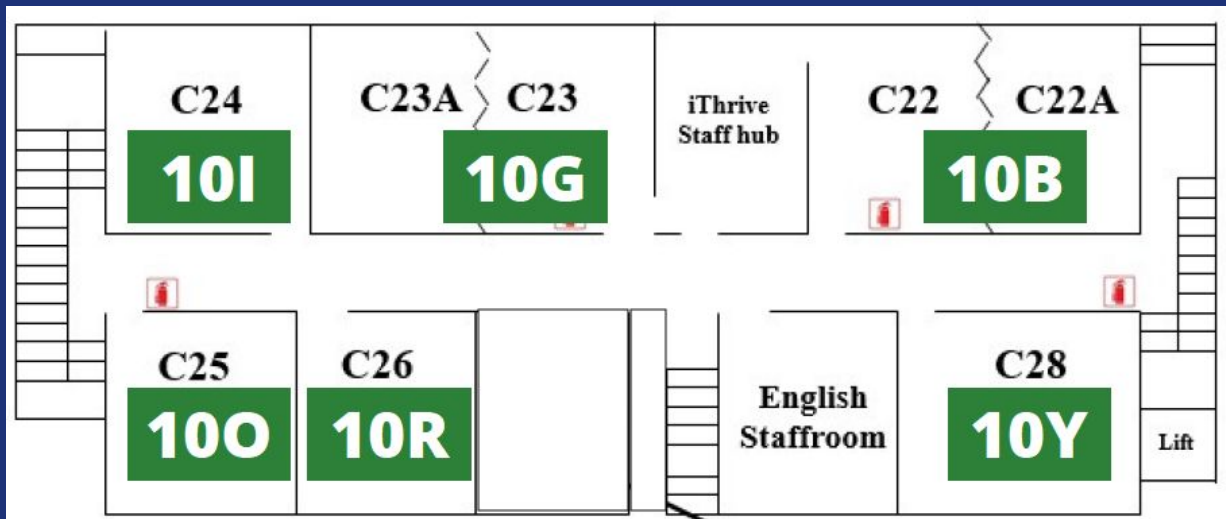 C24
10I
C23A
C23
10G
iThrive
Staff hub
C22
C22A
10B
C25
10O
C26
10R
English
Staffroom
C28
10Y
Lift